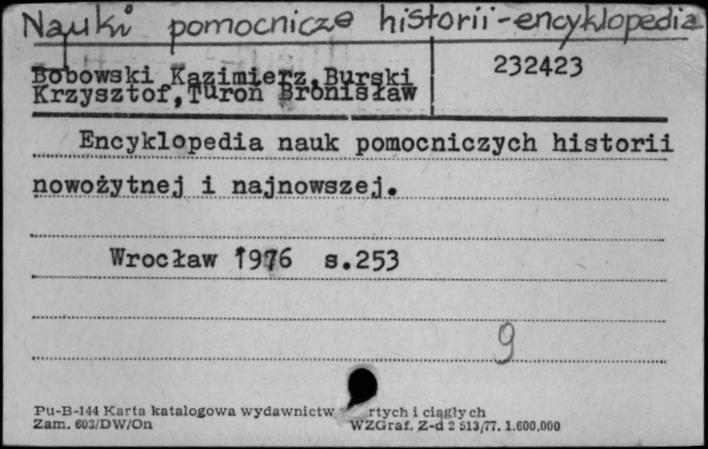 Nauki pomocnicze historii-encyklopedia
232423
Bobowski Kazimierz,Burski
Krzysztof,Turoń Bronisław
Encyklopedia nauk pomocniczych historii
nowożytnej i najnowszej.
Wrocław 1976 s.253
9
Pu-B-144 Karta katalogowa wydawnictw rtych i ciągłych
Zam. 603/DW/On WZGraf. Z-d 2 513/77. 1.600.000